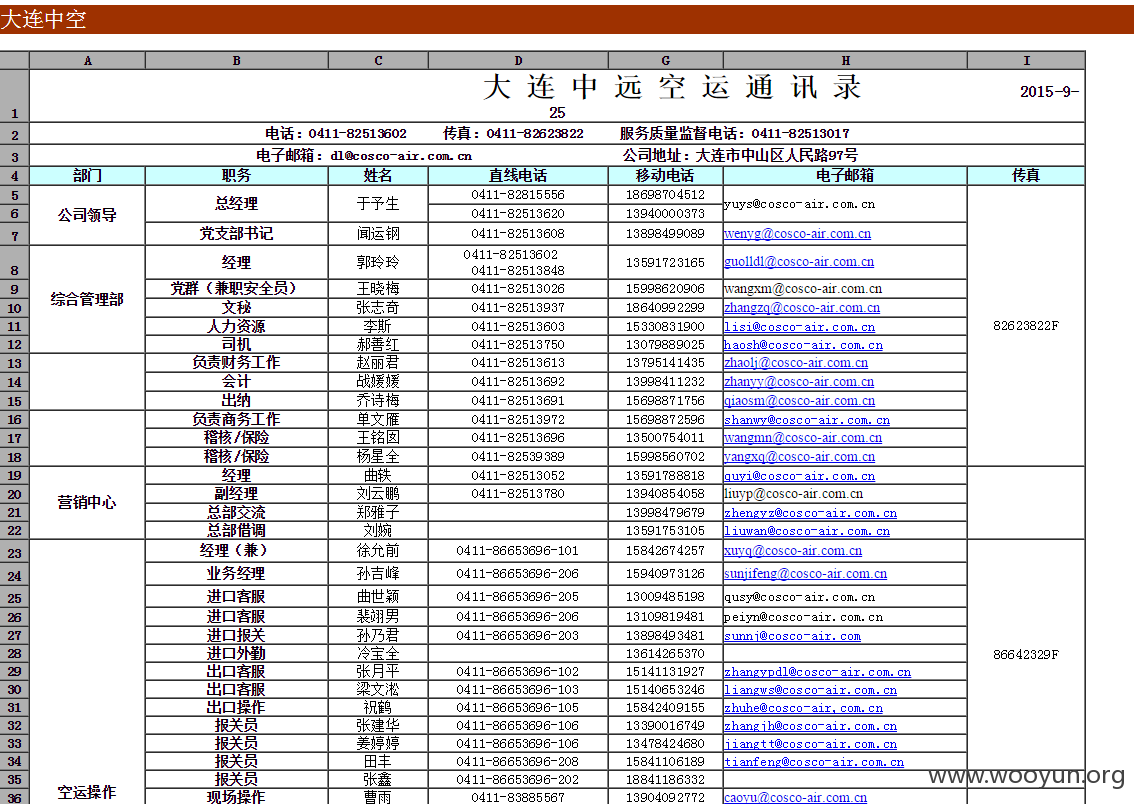 大连中空
A B C D G H I
1 大 连 中 远 空 运 通 讯 录 2015-9-
25
2 电话：0411-82513602 传真：0411-82623822 服务质量监督电话：0411-82513017
3 电子邮箱：dl@cosco-air.com.cn 公司地址：大连市中山区人民路97号
4 部门 职务 姓名 直线电话 移动电话 电子邮箱 传真
5 公司领导 总经理 于予生 0411-82815556 18698704512 yuys@cosco-air.com.cn
6 0411-82513620 13940000373
7 党支部书记 闻运钢 0411-82513608 13898499089 wenyg@cosco-air.com.cn
8 综合管理部 经理 郭玲玲 0411-82513602 0411-82513848 13591723165 guolldl@cosco-air.com.cn
9 党群（兼职安全员） 王晓梅 0411-82513026 15998620906 wangxm@cosco-air.com.cn
10 文秘 张志奇 0411-82513937 18640992299 zhangzq@cosco-air.com.cn
11 人力资源 李斯 0411-82513603 15330831900 lisi@cosco-air.com.cn 82623822F
12 司机 郝善红 0411-82513750 13079889025 haosh@cosco-air.com.cn
13 负责财务工作 赵丽君 0411-82513613 13795141435 zhaolj@cosco-air.com.cn
14 会计 战媛媛 0411-82513692 13998411232 zhanyy@cosco-air.com.cn
15 出纳 乔诗梅 0411-82513691 15698871756 qiaosm@cosco-air.com.cn
16 负责商务工作 单文雁 0411-82513972 15698872596 shanwy@cosco-air.com.cn
17 稽核/保险 王铭囡 0411-82513696 13500754011 wangmn@cosco-air.com.cn
18 稽核/保险 杨星全 0411-82539389 15998560702 yangxq@cosco-air.com.cn
19 营销中心 经理 曲轶 0411-82513052 13591788818 quyi@cosco-air.com.cn
20 副经理 刘云鹏 0411-82513780 13940854058 liuyp@cosco-air.com.cn
21 总部交流 郑雅子 13998479679 zhengyz@cosco-air.com.cn
22 总部借调 刘婉 13591753105 liuwan@cosco-air.com.cn
23 经理（兼） 徐允前 0411-86653696-101 15842674257 xuyq@cosco-air.com.cn
24 业务经理 孙吉峰 0411-86653696-206 15940973126 sunjifeng@cosco-air.com.cn
25 进口客服 曲世颖 0411-86653696-205 13009485198 qusy@cosco-air.com.cn
26 进口客服 裴翊男 0411-86653696-206 13109819481 peiyn@cosco-air.com.cn
27 进口报关 孙乃君 0411-86653696-203 13898493481 sunnj@cosco-air.com
28 进口外勤 冷宝全 13614265370 86642329F
29 出口客服 张月平 0411-86653696-102 15141131927 zhangypdl@cosco-air.com.cn
30 出口客服 梁文淞 0411-86653696-103 15140653246 liangws@cosco-air.com.cn
31 出口操作 祝鹤 0411-86653696-105 15842409155 zhuhe@cosco-air.com.cn
32 报关员 张建华 0411-86653696-106 13390016749 zhangjh@cosco-air.com.cn
33 报关员 姜婷婷 0411-86653696-106 13478424680 jiangtt@cosco-air.com.cn
34 报关员 田丰 0411-86653696-208 15841106189 tianfeng@cosco-air.com.cn
35 报关员 张鑫 0411-86653696-202 18841186332
36 空运操作 现场操作 曹雨 0411-83885567 13904092772 caoyu@cosco-air.com.cn
www.wooyun.org